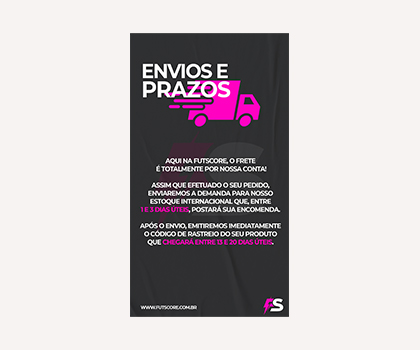 ENVIOS E
PRAZOS
AQUI NA FUTSCORE, O FRETE
É TOTALMENTE POR NOSSA CONTA!
ASSIM QUE EFETUADO O SEU PEDIDO,
ENVIAREMOS A DEMANDA PARA NOSSO
ESTOQUE INTERNACIONAL QUE, ENTRE
1 E 3 DIAS ÚTEIS, POSTARÁ SUA ENCOMENDA.
APÓS O ENVIO, EMITIREMOS IMEDIATAMENTE
O CÓDIGO DE RASTREIO DO SEU PRODUTO
QUE CHEGARÁ ENTRE 13 E 20 DIAS ÚTEIS.
WWW.FUTSCORE.COM.BR
FS